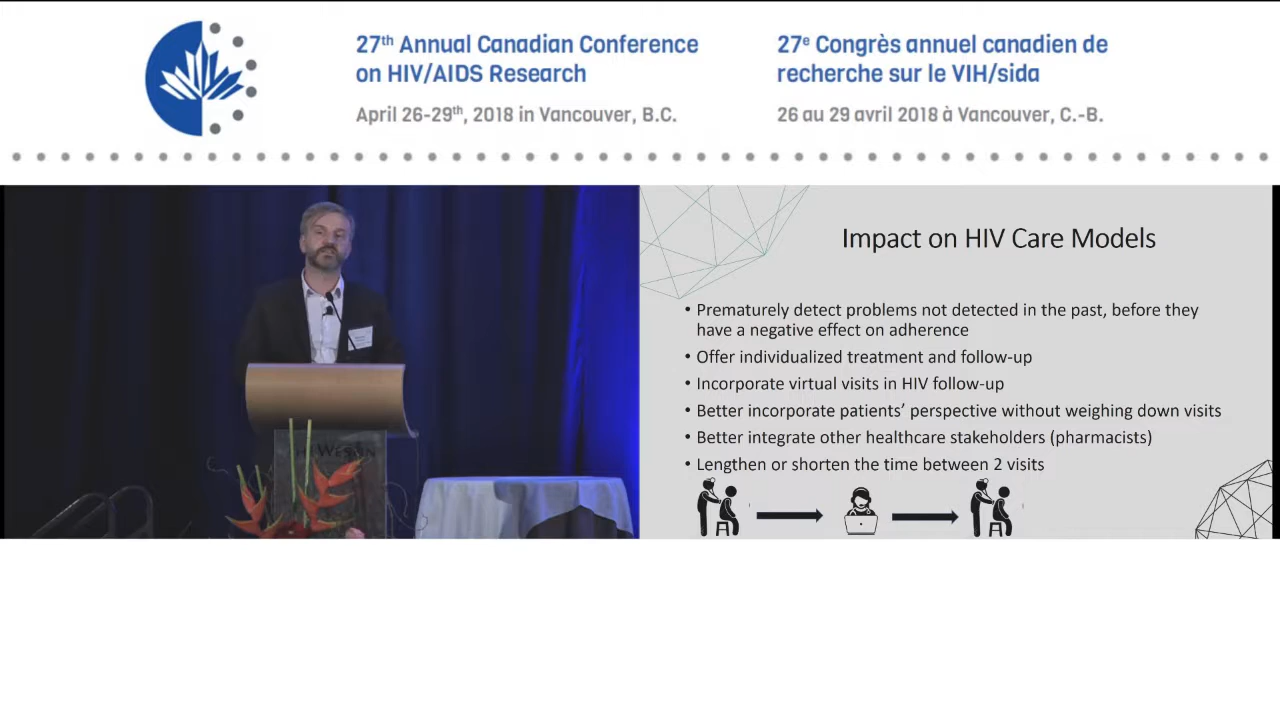 27th Annual Canadian Conference
on HIV/AIDS Research
April 26-29th, 2018 in Vancouver, B.C.
27e Congrès annuel canadien de
recherche sur le VIH/sida
26 au 29 avril 2018 à Vancouver, C.-B.
WESTIN
Impact on HIV Care Models
• Prematurely detect problems not detected in the past, before they
have a negative effect on adherence
• Offer individualized treatment and follow-up
• Incorporate virtual visits in HIV follow-up
• Better incorporate patients' perspective without weighing down visits
• Better integrate other healthcare stakeholders (pharmacists)
• Lengthen or shorten the time between 2 visits